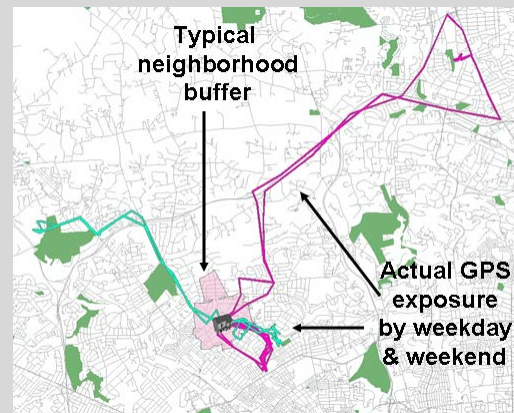 Typical
neighborhood
buffer
Actual GPS
exposure
by weekday
& weekend